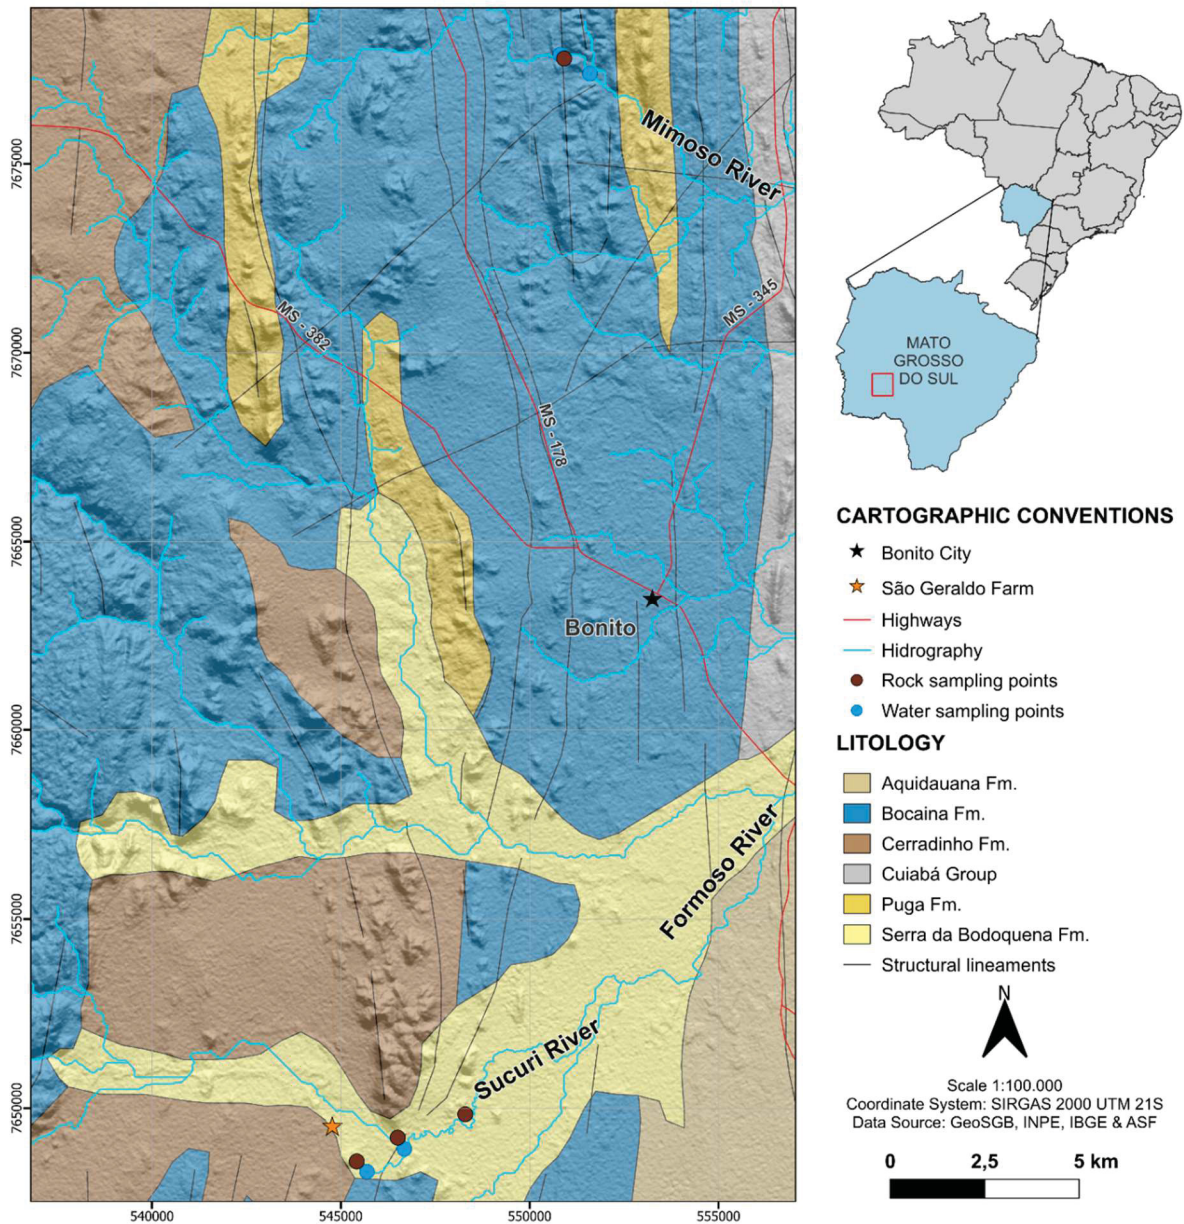 7675000
7670000
7665000
7660000
7655000
7650000
540000
545000
550000
555000
Mimoso River
MS - 382
MS - 345
MS - 178
Bonito
Formoso River
Sucuri River
MATO
GROSSO
DO SUL
CARTOGRAPHIC CONVENTIONS
Bonito City
São Geraldo Farm
Highways
Hidrography
Rock sampling points
Water sampling points
LITOLOGY
Aquidauana Fm.
Bocaina Fm.
Cerradinho Fm.
Cuiabá Group
Puga Fm.
Serra da Bodoquena Fm.
Structural lineaments
N
Scale 1:100.000
Coordinate System: SIRGAS 2000 UTM 21S
Data Source: GeoSGB, INPE, IBGE & ASF
0 2,5 5 km